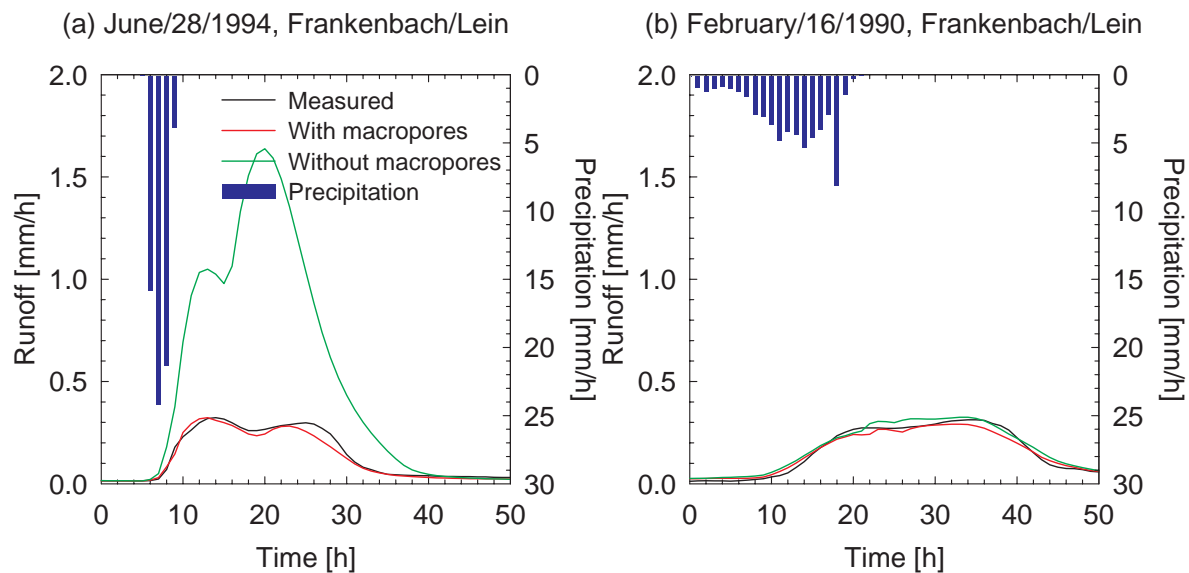 (a) June/28/1994, Frankenbach/Lein
2.0
1.5
1.0
0.5
0.0
Runoff [mm/h]
Measured
With macropores
Without macropores
Precipitation
0
5
10
15
20
25
30
Precipitation [mm/h]
0 10 20 30 40 50
Time [h]
(b) February/16/1990, Frankenbach/Lein
2.0
1.5
1.0
0.5
0.0
Runoff [mm/h]
0
5
10
15
20
25
30
Precipitation [mm/h]
0 10 20 30 40 50
Time [h]